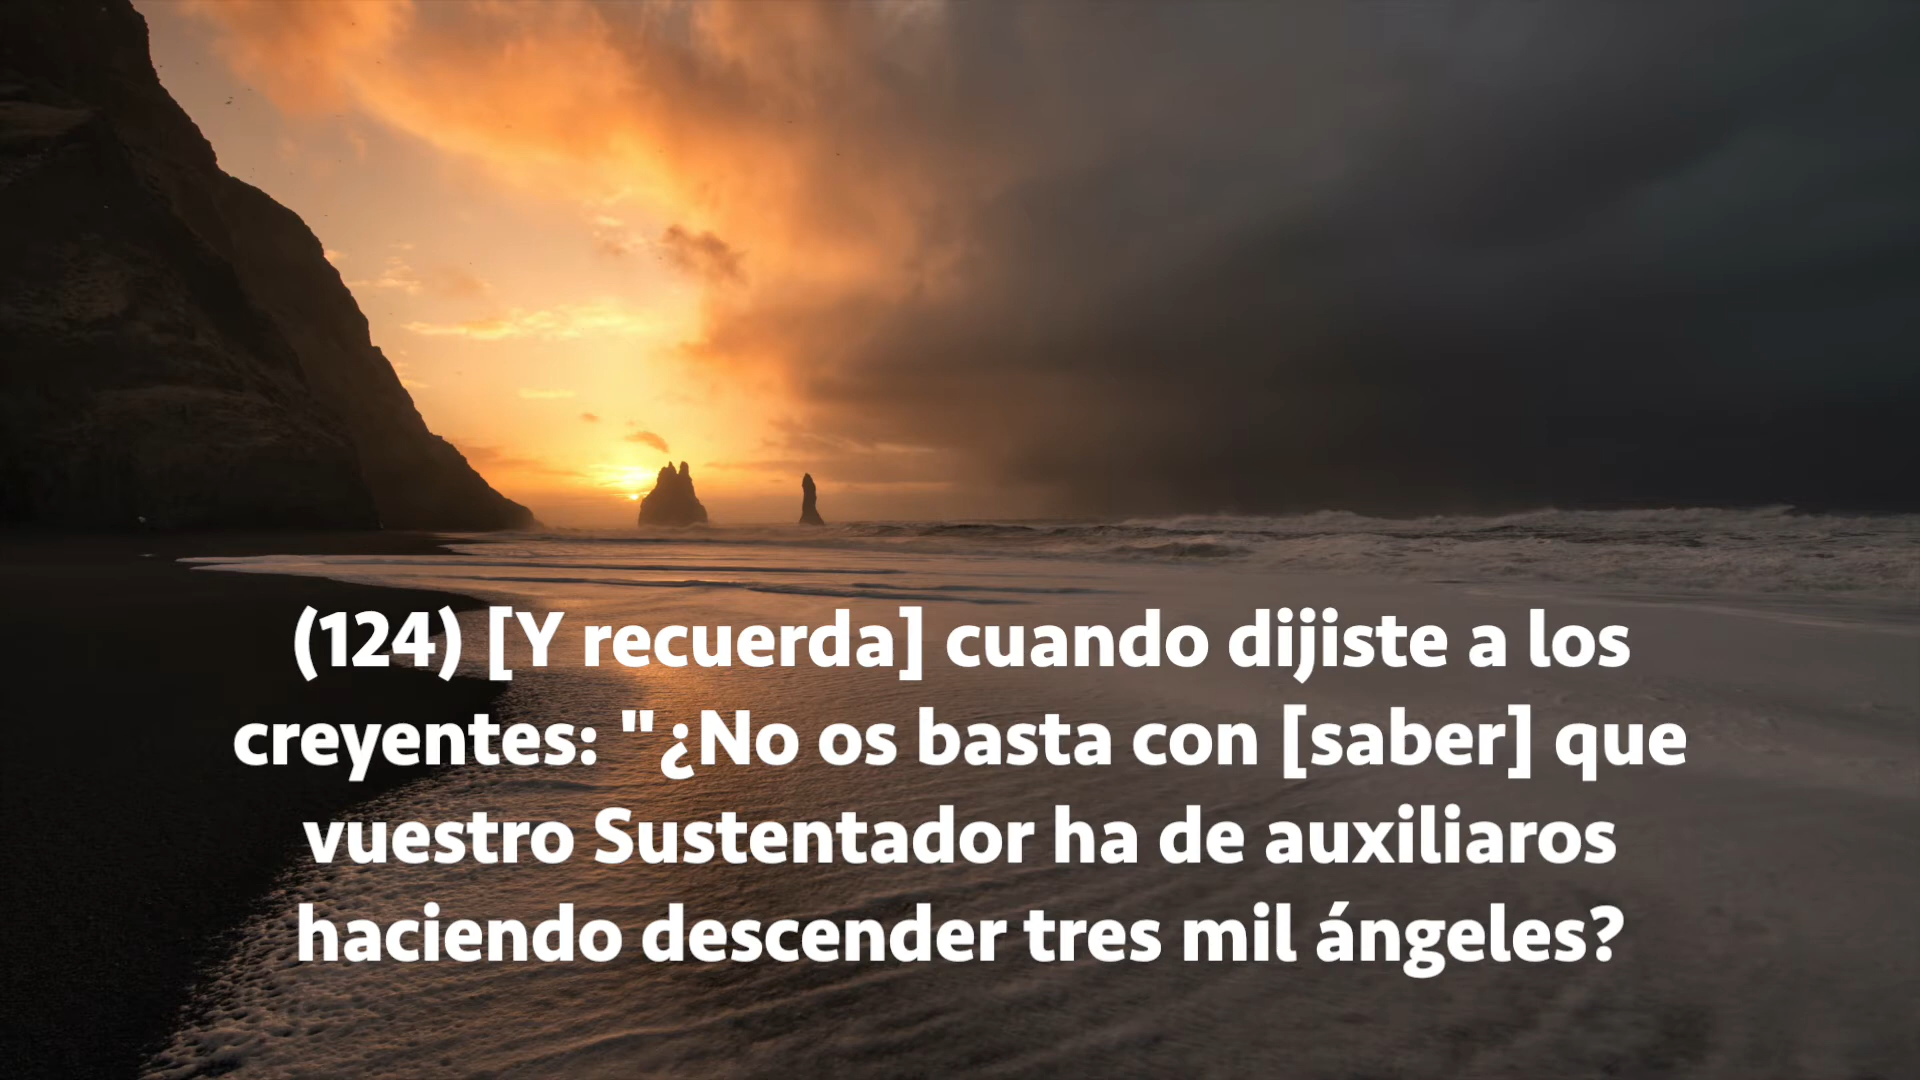 (124) [Y recuerda] cuando dijiste a los
creyentes: "¿No os basta con [saber] que
vuestro Sustentador ha de auxiliaros
haciendo descender tres mil ángeles?